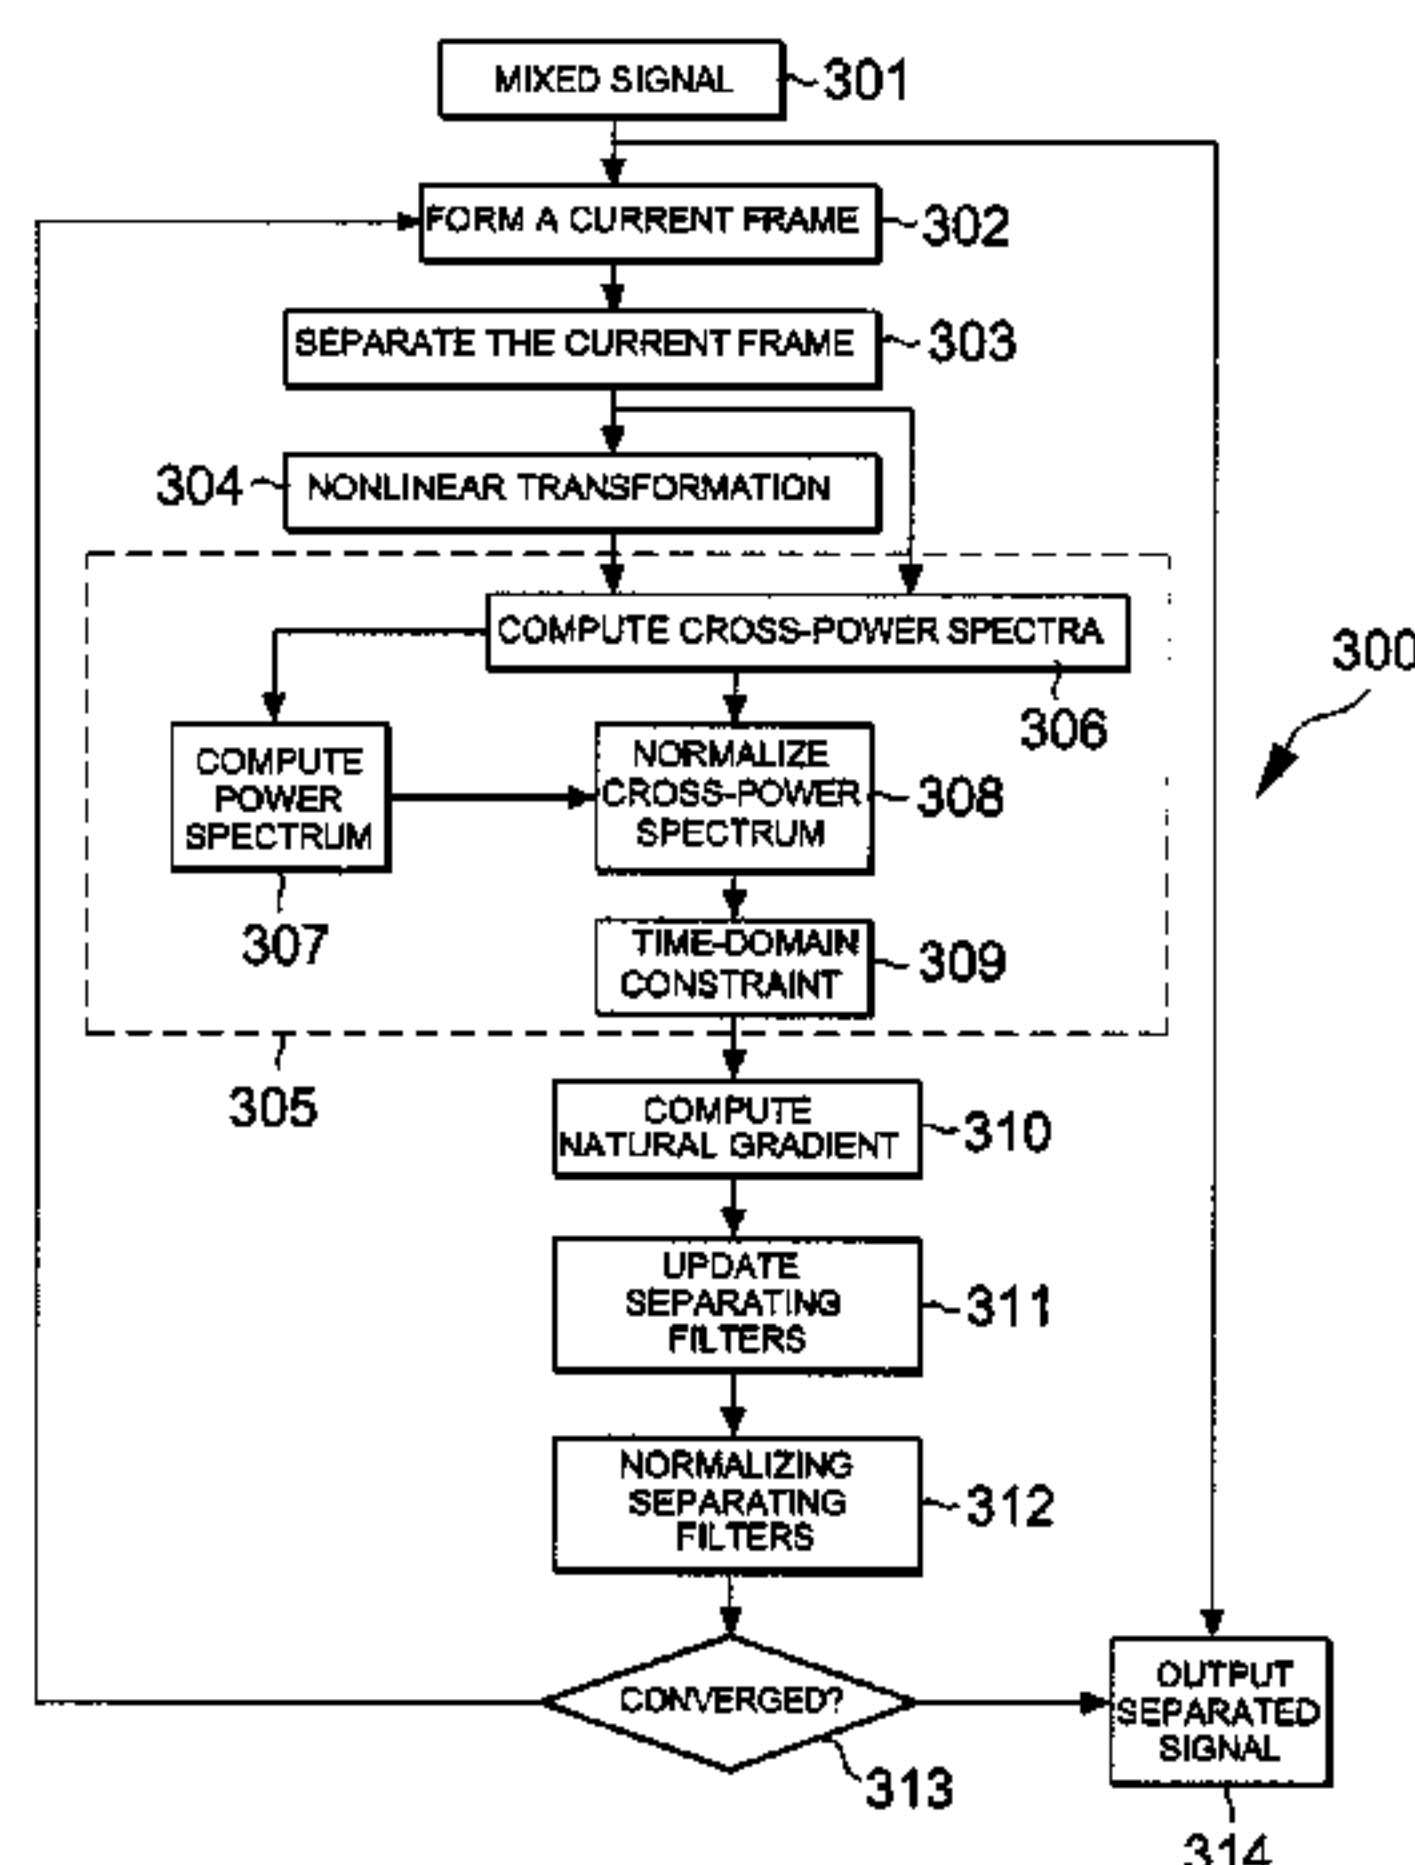 MIXED SIGNAL
301
FORM A CURRENT FRAME
302
SEPARATE THE CURRENT FRAME
303
304
NONLINEAR TRANSFORMATION
COMPUTE CROSS-POWER SPECTRA
300
306
COMPUTE
POWER
SPECTRUM
NORMALIZE
CROSS-POWER
SPECTRUM
308
307
TIME-DOMAIN
CONSTRAINT
309
305
COMPUTE
NATURAL GRADIENT
310
UPDATE
SEPARATING
FILTERS
311
NORMALIZING
SEPARATING
FILTERS
312
CONVERGED?
313
OUTPUT
SEPARATED
SIGNAL
314